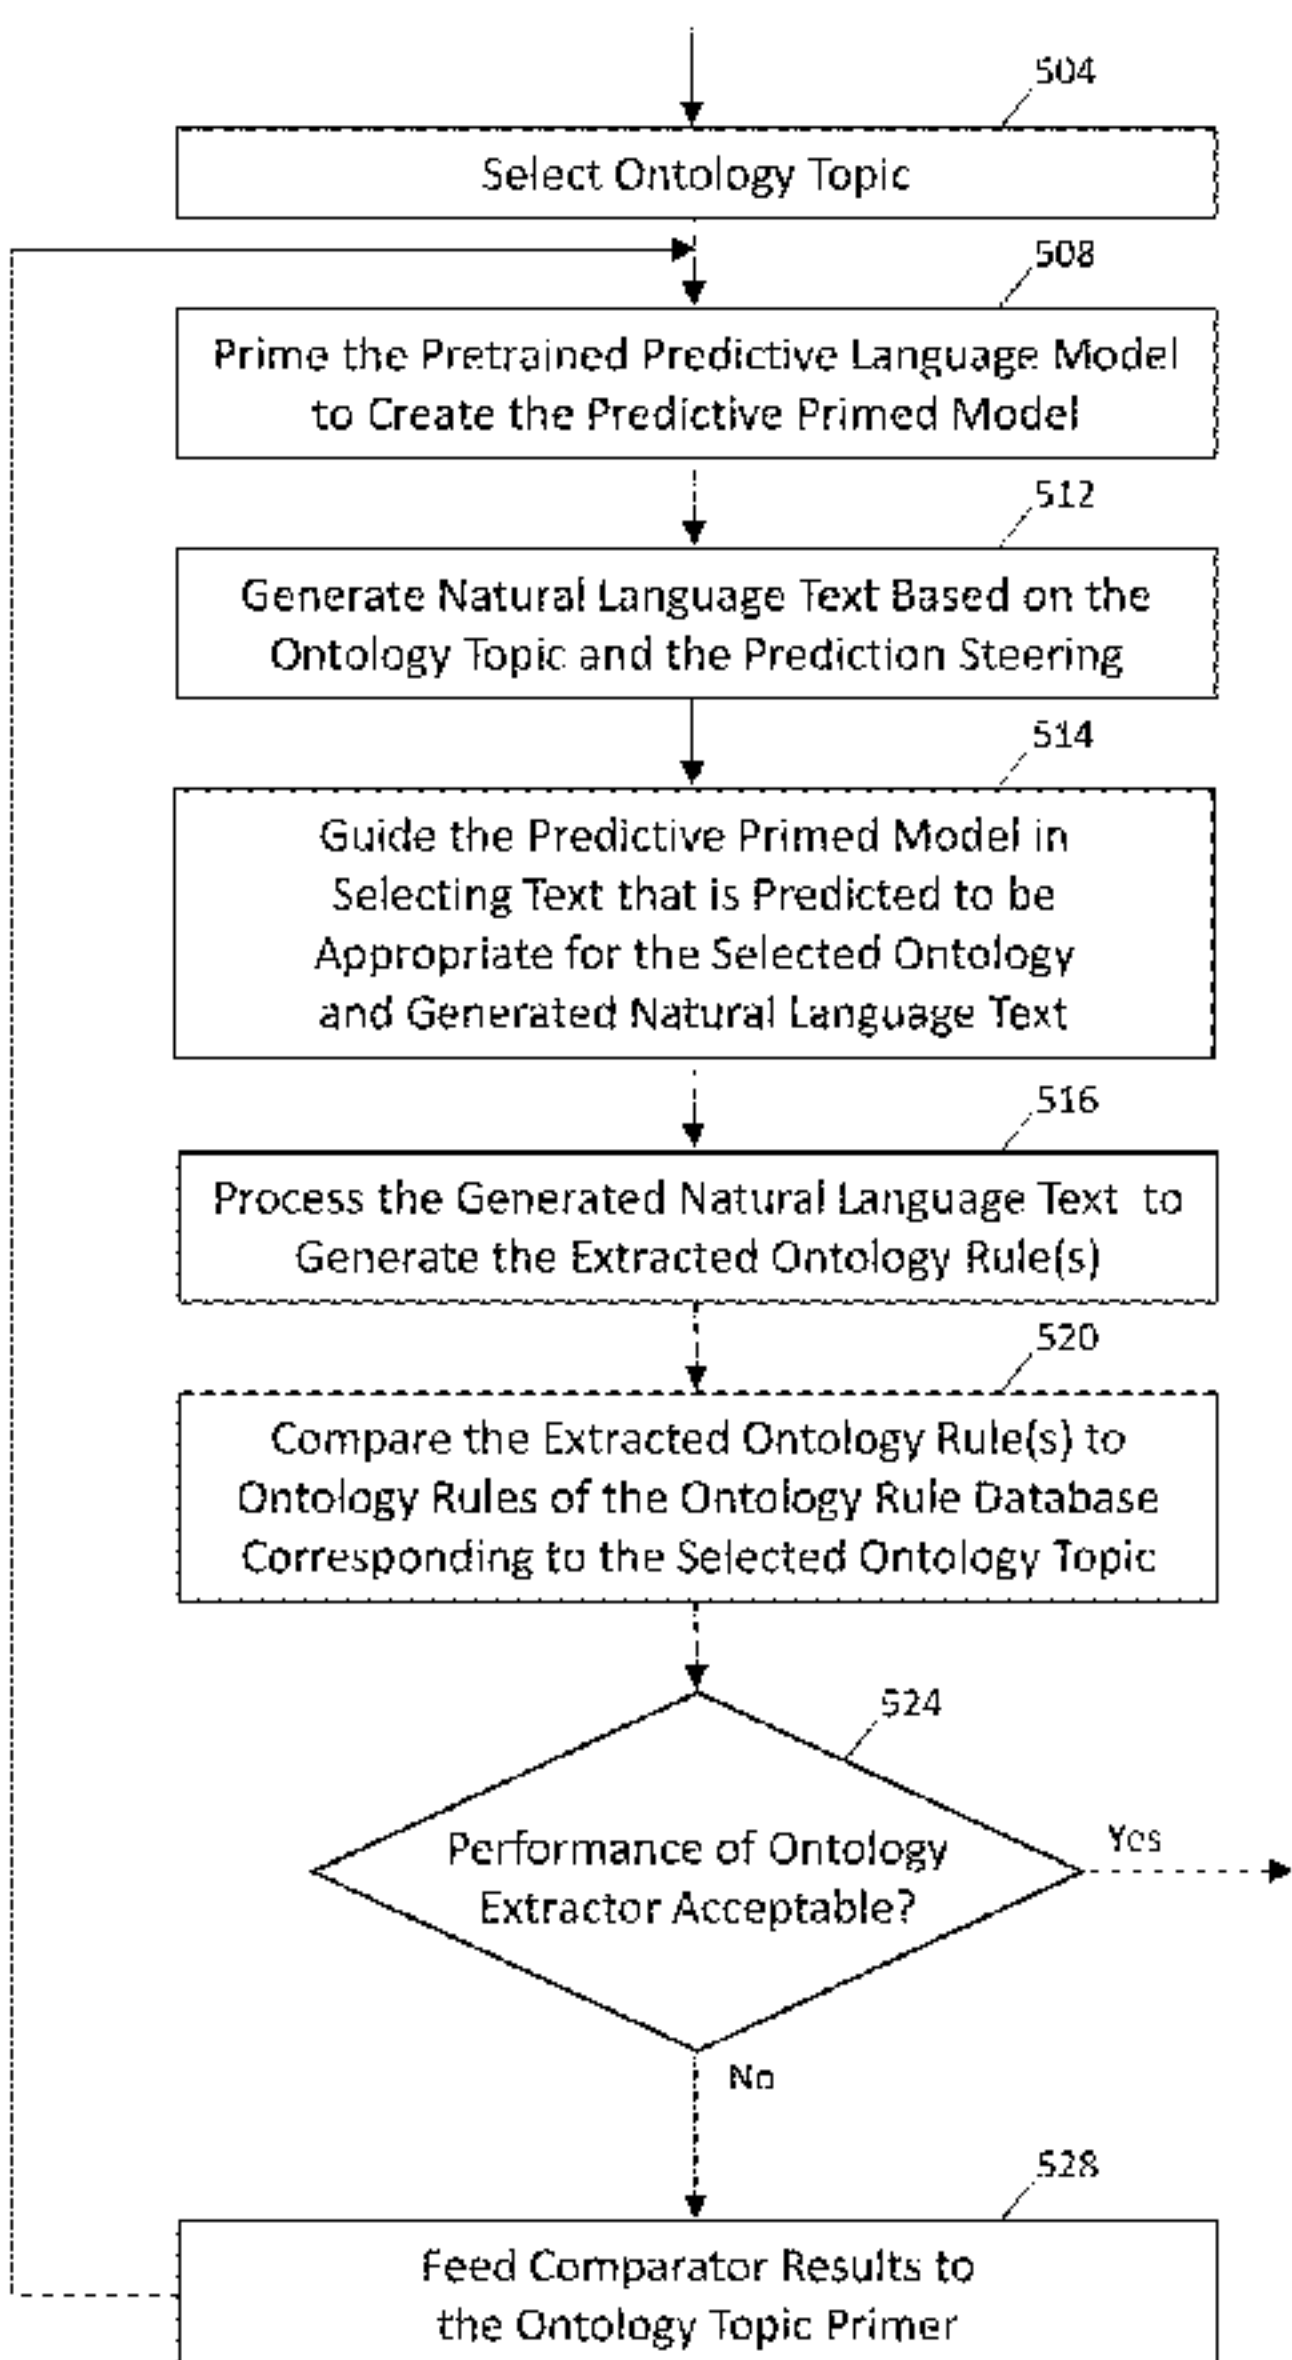 504
Select Ontology Topic
508
Prime the Pretrained Predictive Language Model
to Create the Predictive Primed Model
512
Generate Natural Language Text Based on the
Ontology Topic and the Prediction Steering
514
Guide the Predictive Primed Model in
Selecting Text that is Predicted to be
Appropriate for the Selected Ontology
and Generated Natural Language Text
516
Process the Generated Natural Language Text to
Generate the Extracted Ontology Rule(s)
520
Compare the Extracted Ontology Rule(s) to
Ontology Rules of the Ontology Rule Database
Corresponding to the Selected Ontology Topic
524
Performance of Ontology
Extractor Acceptable?
Yes
No
528
Feed Comparator Results to
the Ontology Topic Primer